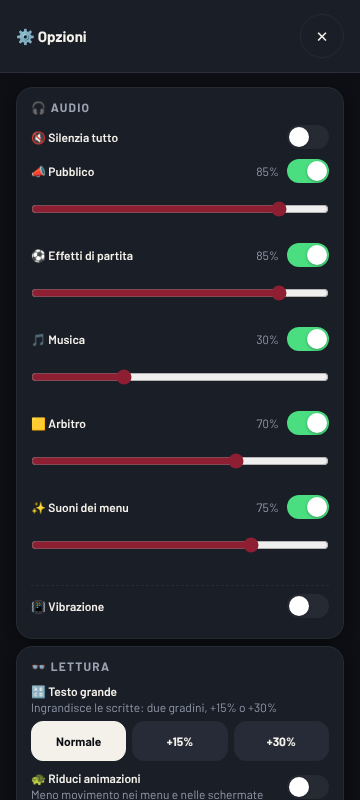 Opzioni
AUDIO
Silenzia tutto
Pubblico 85%
Effetti di partita 85%
Musica 30%
Arbitro 70%
Suoni dei menu 75%
Vibrazione
LETTURA
Testo grande
Ingrandisce le scritte: due gradini, +15% o +30%
Normale +15% +30%
Riduci animazioni
Meno movimento nei menu e nelle schermate